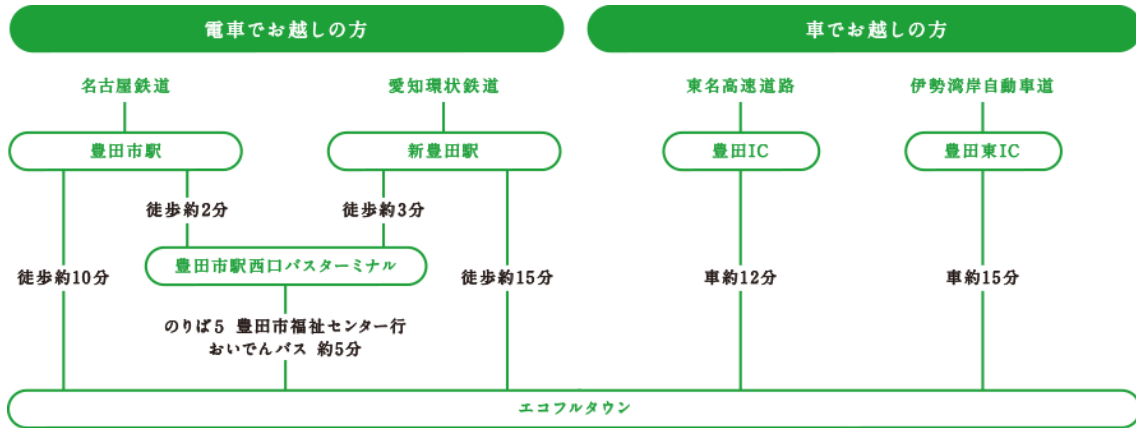 電車でお越しの方
車でお越しの方
名古屋鉄道
愛知環状鉄道
東名高速道路
伊勢湾岸自動車道
豊田市駅
新豊田駅
豊田IC
豊田東IC
徒歩約2分
徒歩約3分
豊田市駅西口バスターミナル
徒歩約10分
徒歩約15分
車約12分
車約15分
のりば5 豊田市福祉センター行
おいでんバス 約5分
エコフルタウン